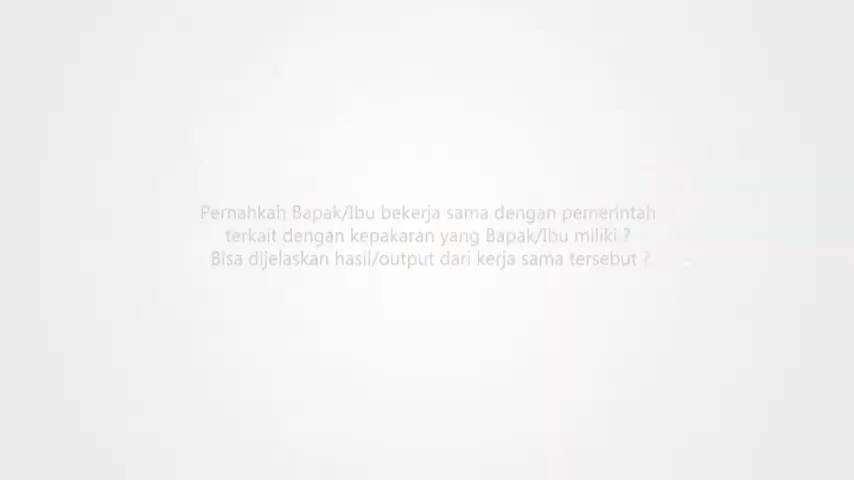 Pernahkah Bapak/Ibu bekerja sama dengan pemerintah
terkait dengan kepakaran yang Bapak/Ibu miliki ?
Bisa dijelaskan hasil/output dari kerja sama tersebut ?